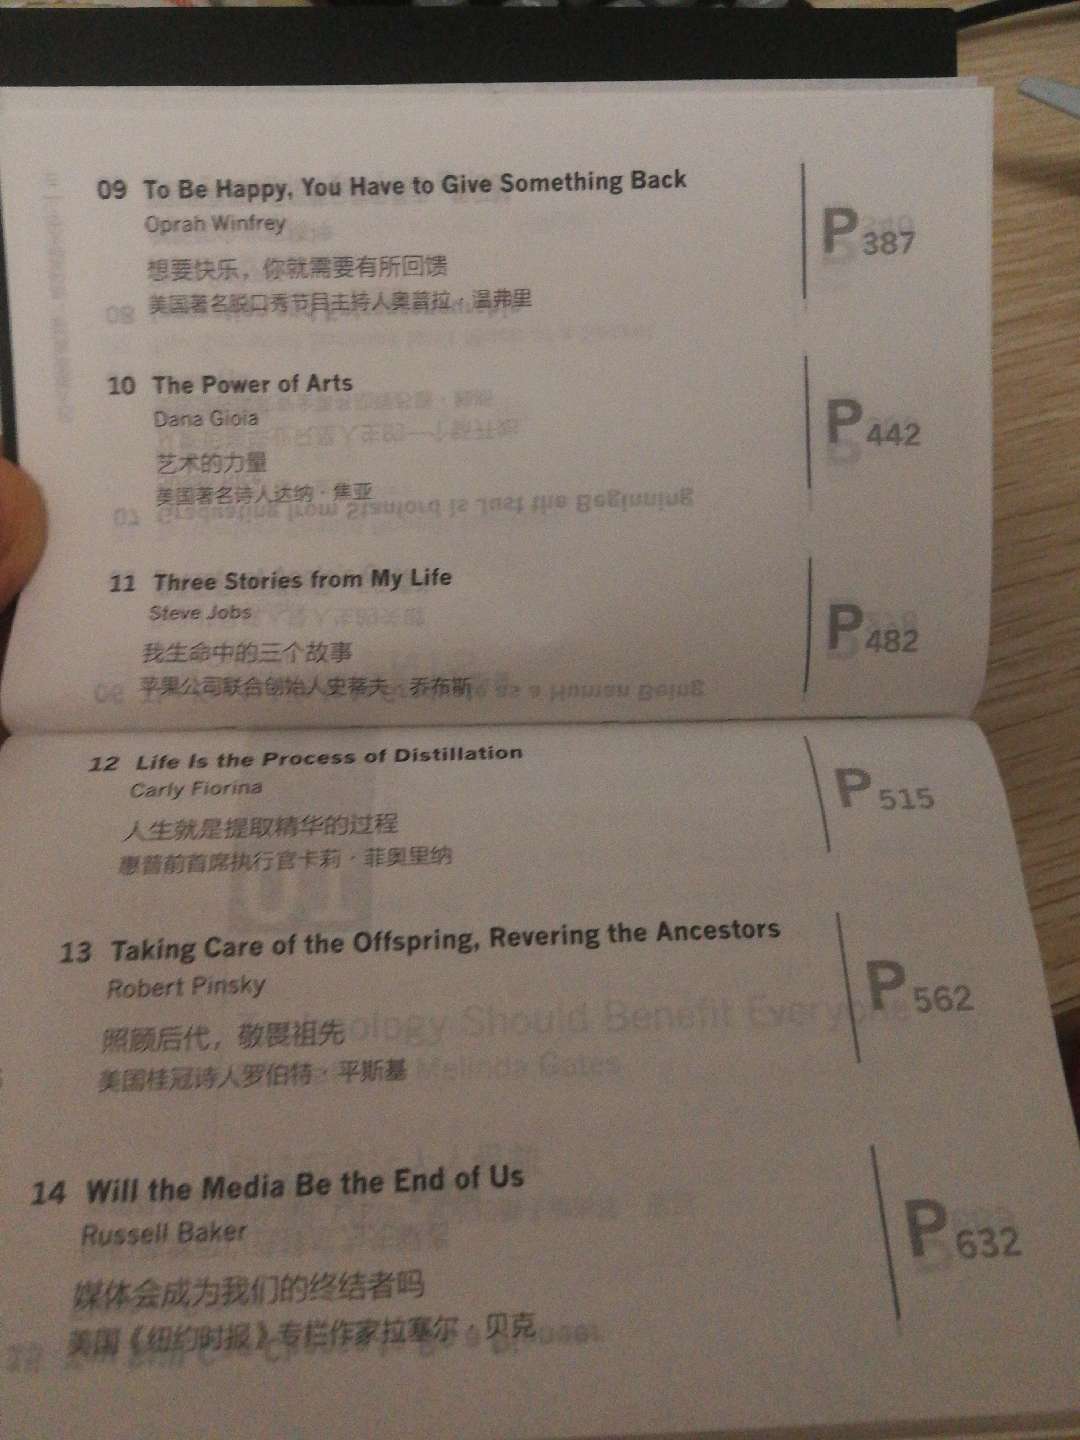 09 To Be Happy, You Have to Give Something Back
Oprah Winfrey
想要快乐，你就需要有所回馈
美国著名脱口秀节目主持人奥普拉·温弗里
P387
10 The Power of Arts
Dana Gioia
艺术的力量
美国著名诗人达纳·焦亚
P442
11 Three Stories from My Life
Steve Jobs
我生命中的三个故事
苹果公司联合创始人史蒂夫·乔布斯
P482
12 Life Is the Process of Distillation
Carly Fiorina
人生就是提取精华的过程
惠普前首席执行官卡莉·菲奥里纳
P515
13 Taking Care of the Offspring, Revering the Ancestors
Robert Pinsky
照顾后代，敬畏祖先
美国桂冠诗人罗伯特·平斯基
P562
14 Will the Media Be the End of Us
Russell Baker
媒体会成为我们的终结者吗
美国《纽约时报》专栏作家拉塞尔·贝克
P632